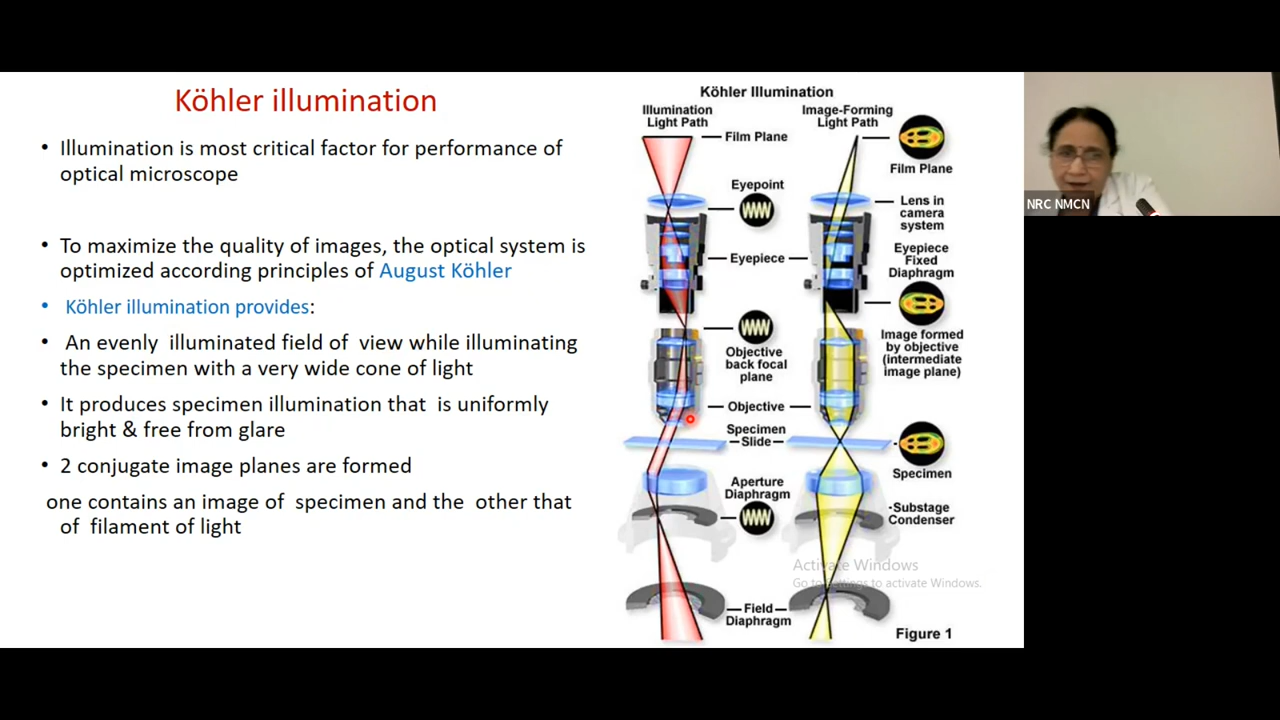 Köhler illumination
• Illumination is most critical factor for performance of
optical microscope
• To maximize the quality of images, the optical system is
optimized according principles of August Köhler
• Köhler illumination provides:
• An evenly illuminated field of view while illuminating
the specimen with a very wide cone of light
• It produces specimen illumination that is uniformly
bright & free from glare
• 2 conjugate image planes are formed
one contains an image of specimen and the other that
of filament of light
Köhler Illumination
Illumination
Light Path
Image-Forming
Light Path
Film Plane
Film Plane
Eyepoint
Lens in
camera
system
Eyepiece
Eyepiece
Fixed
Diaphragm
Objective
back focal
plane
Image formed
by objective
(intermediate
image plane)
Objective
Specimen
Slide
Specimen
Aperture
Diaphragm
Substage
Condenser
Field
Diaphragm
Figure 1
Activate Windows
Go to Settings to activate Windows.
NRC NMCN